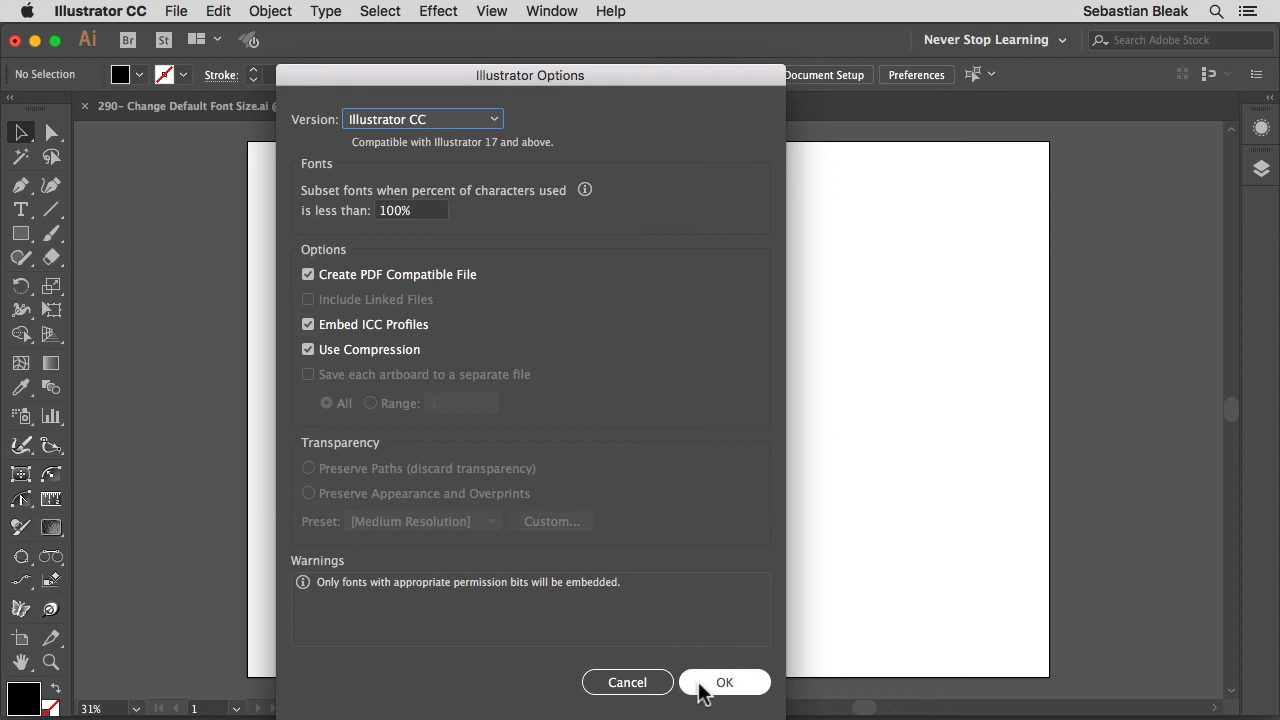 Illustrator CC File Edit Object Type Select Effect View Window Help Sebastian Bleak
Ai Br St Never Stop Learning Search Adobe Stock
No Selection Stroke: Document Setup Preferences
Illustrator Options
× 290- Change Default Font Size.ai @
Version: Illustrator CC
Compatible with Illustrator 17 and above.
Fonts
Subset fonts when percent of characters used
is less than: 100%
Options
Create PDF Compatible File
Include Linked Files
Embed ICC Profiles
Use Compression
Save each artboard to a separate file
All Range: 1
Transparency
Preserve Paths (discard transparency)
Preserve Appearance and Overprints
Preset: [Medium Resolution] Custom...
Warnings
Only fonts with appropriate permission bits will be embedded.
Cancel OK
31% 1